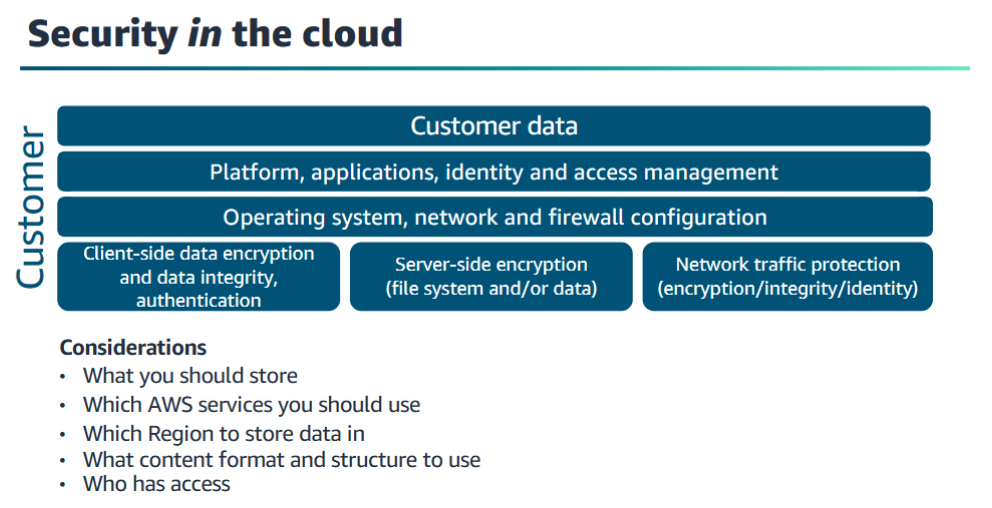 Security in the cloud
Customer
Customer data
Platform, applications, identity and access management
Operating system, network and firewall configuration
Client-side data encryption
and data integrity,
authentication
Server-side encryption
(file system and/or data)
Network traffic protection
(encryption/integrity/identity)
Considerations
• What you should store
• Which AWS services you should use
• Which Region to store data in
• What content format and structure to use
• Who has access